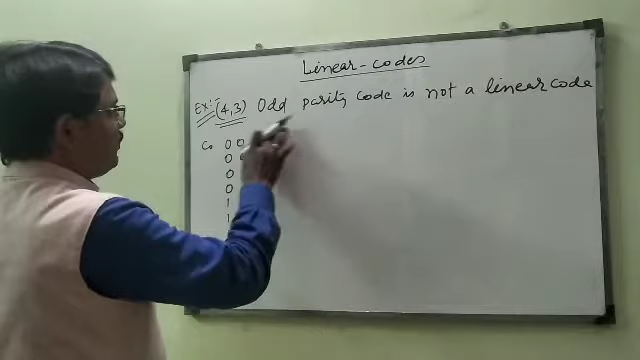 Linear-codes
Ex:- (4,3) Odd parity Code is not a linear code
C0 0 0
0 0
0
0
1
1